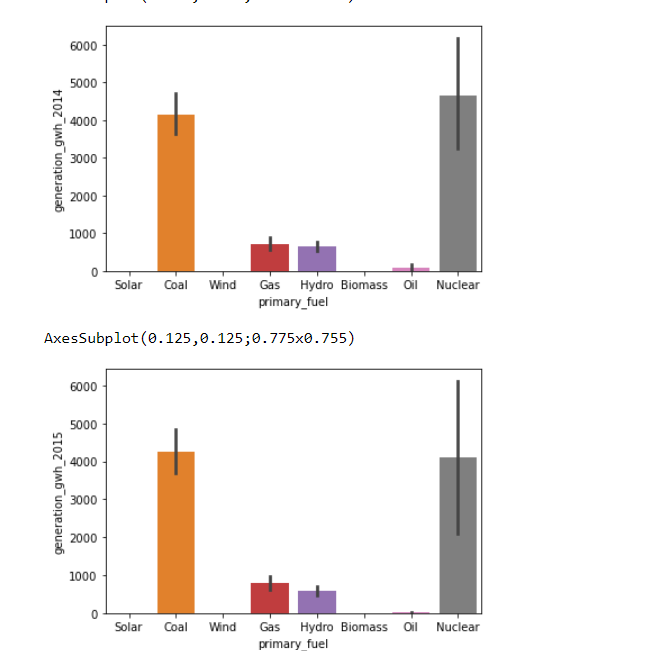 6000
5000
4000
3000
2000
1000
0
generation_gwh_2014
Solar Coal Wind Gas Hydro Biomass Oil Nuclear
primary_fuel
AxesSubplot(0.125,0.125;0.775x0.755)
6000
5000
4000
3000
2000
1000
0
generation_gwh_2015
Solar Coal Wind Gas Hydro Biomass Oil Nuclear
primary_fuel